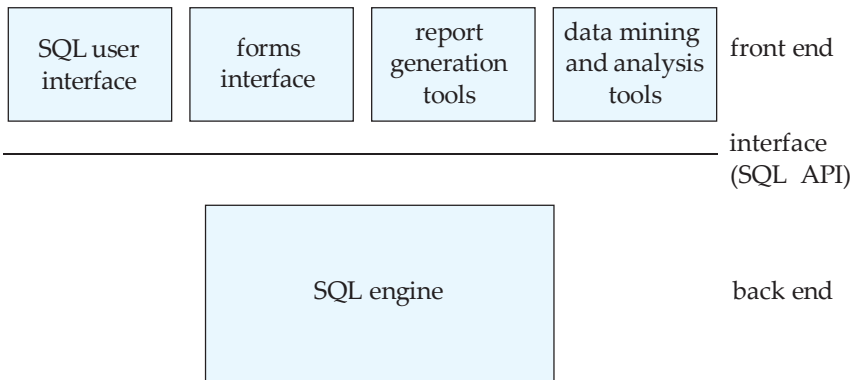 SQL user
interface
forms
interface
report
generation
tools
data mining
and analysis
tools
front end
interface
(SQL API)
SQL engine
back end